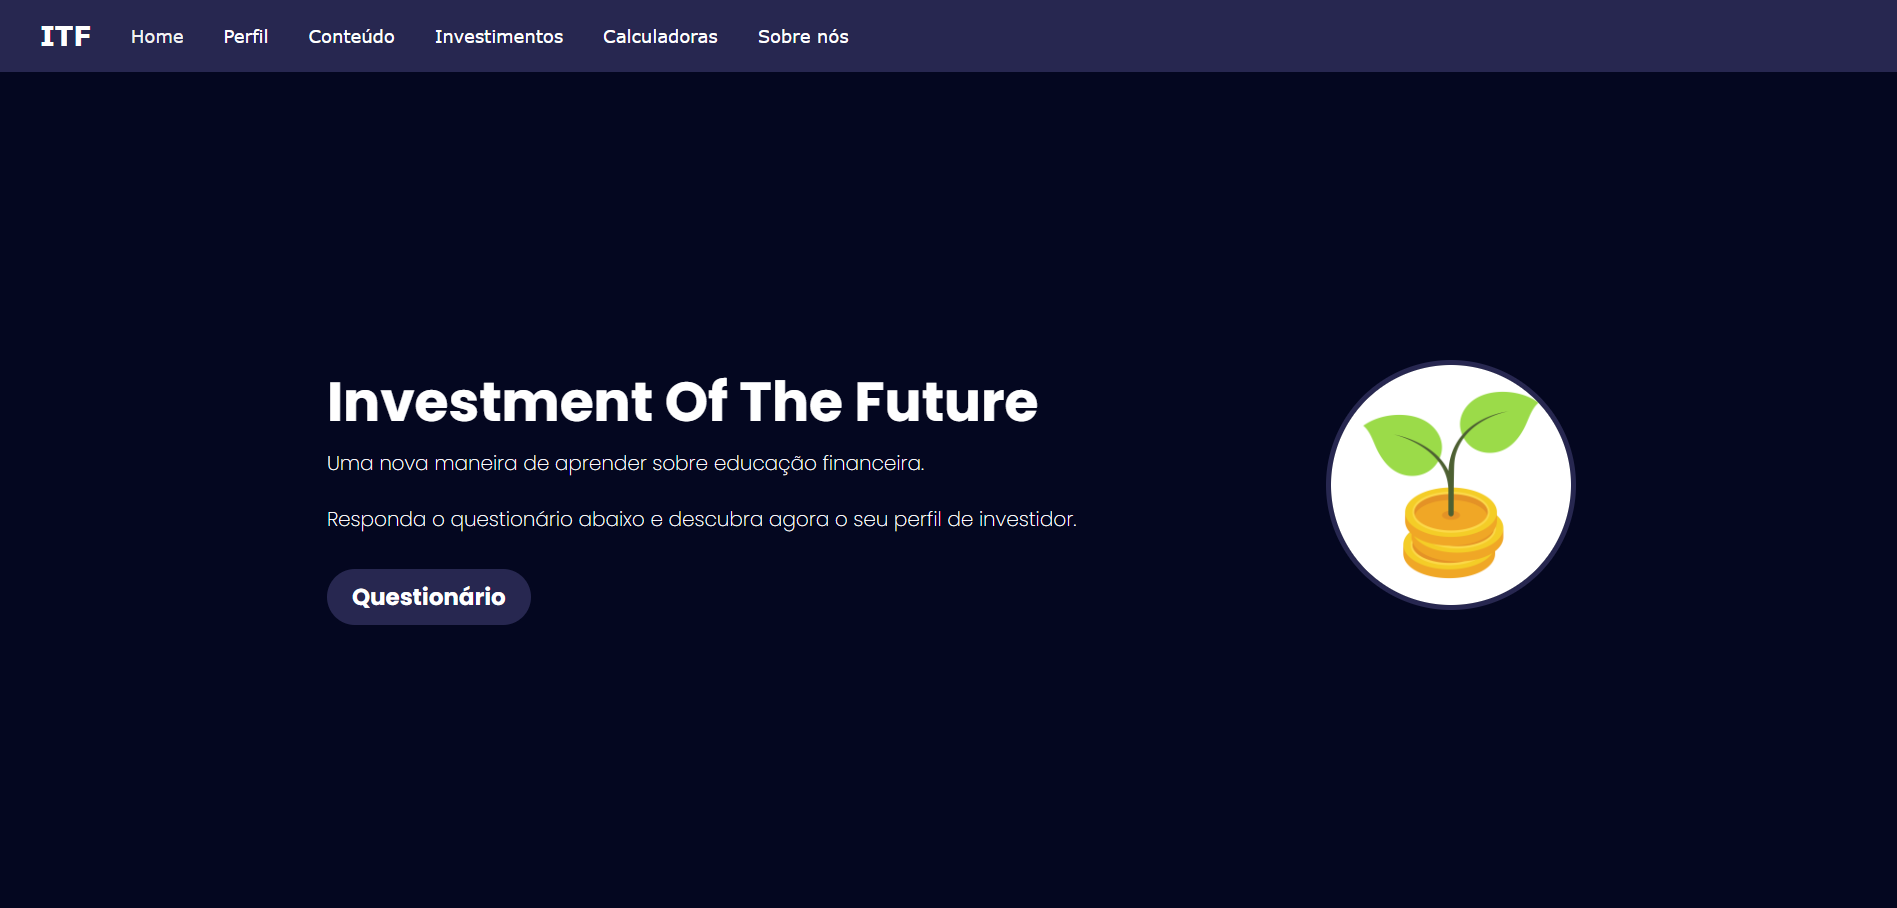 ITF Home Perfil Conteúdo Investimentos Calculadoras Sobre nós
Investment Of The Future
Uma nova maneira de aprender sobre educação financeira.
Responda o questionário abaixo e descubra agora o seu perfil de investidor.
Questionário